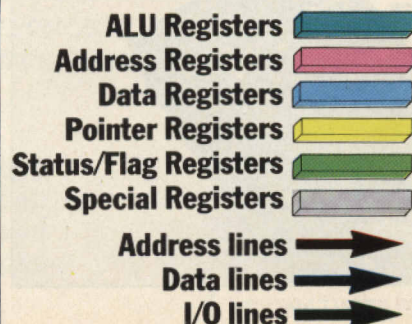 ALU Registers
Address Registers
Data Registers
Pointer Registers
Status/Flag Registers
Special Registers
Address lines
Data lines
I/O lines